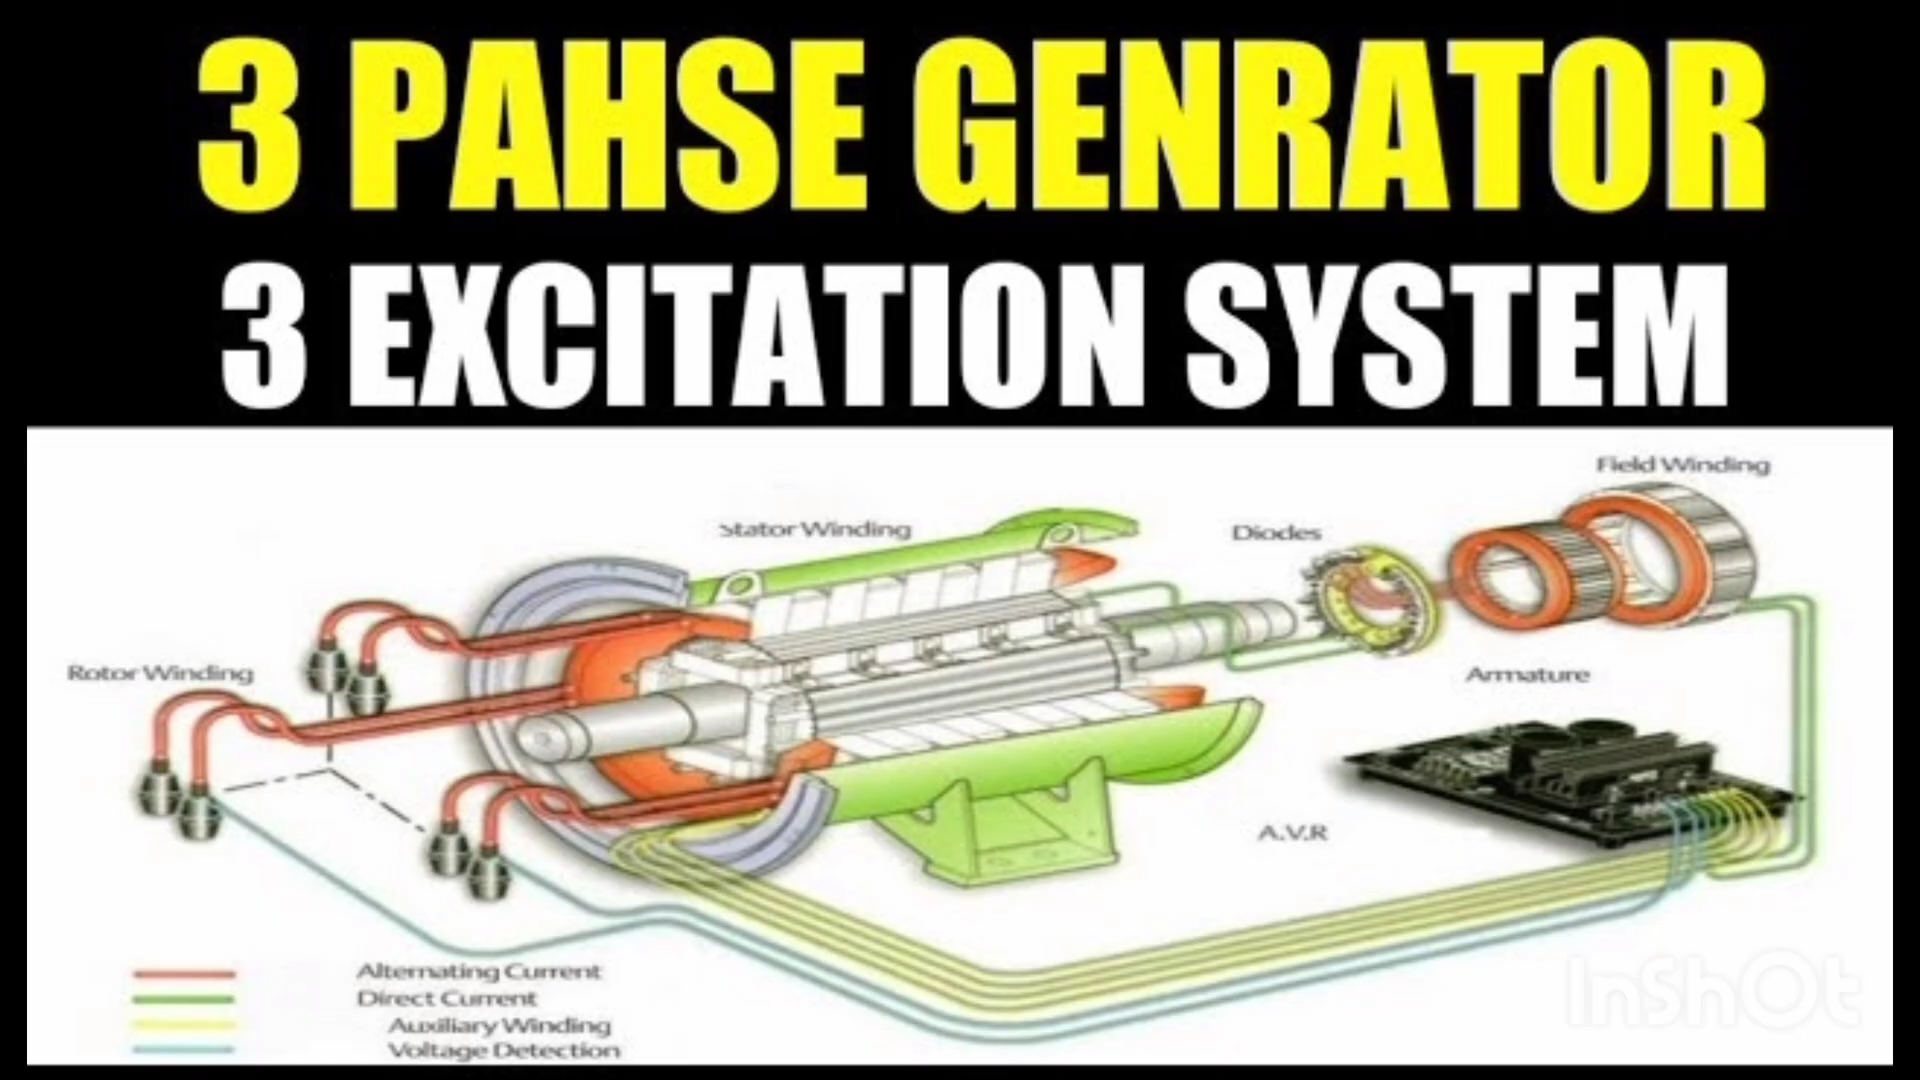 3 PAHSE GENRATOR
3 EXCITATION SYSTEM
Field Winding
Stator Winding
Diodes
Rotor Winding
Armature
A.V.R
Alternating Current
Direct Current
Auxiliary Winding
Voltage Detection
InShOt